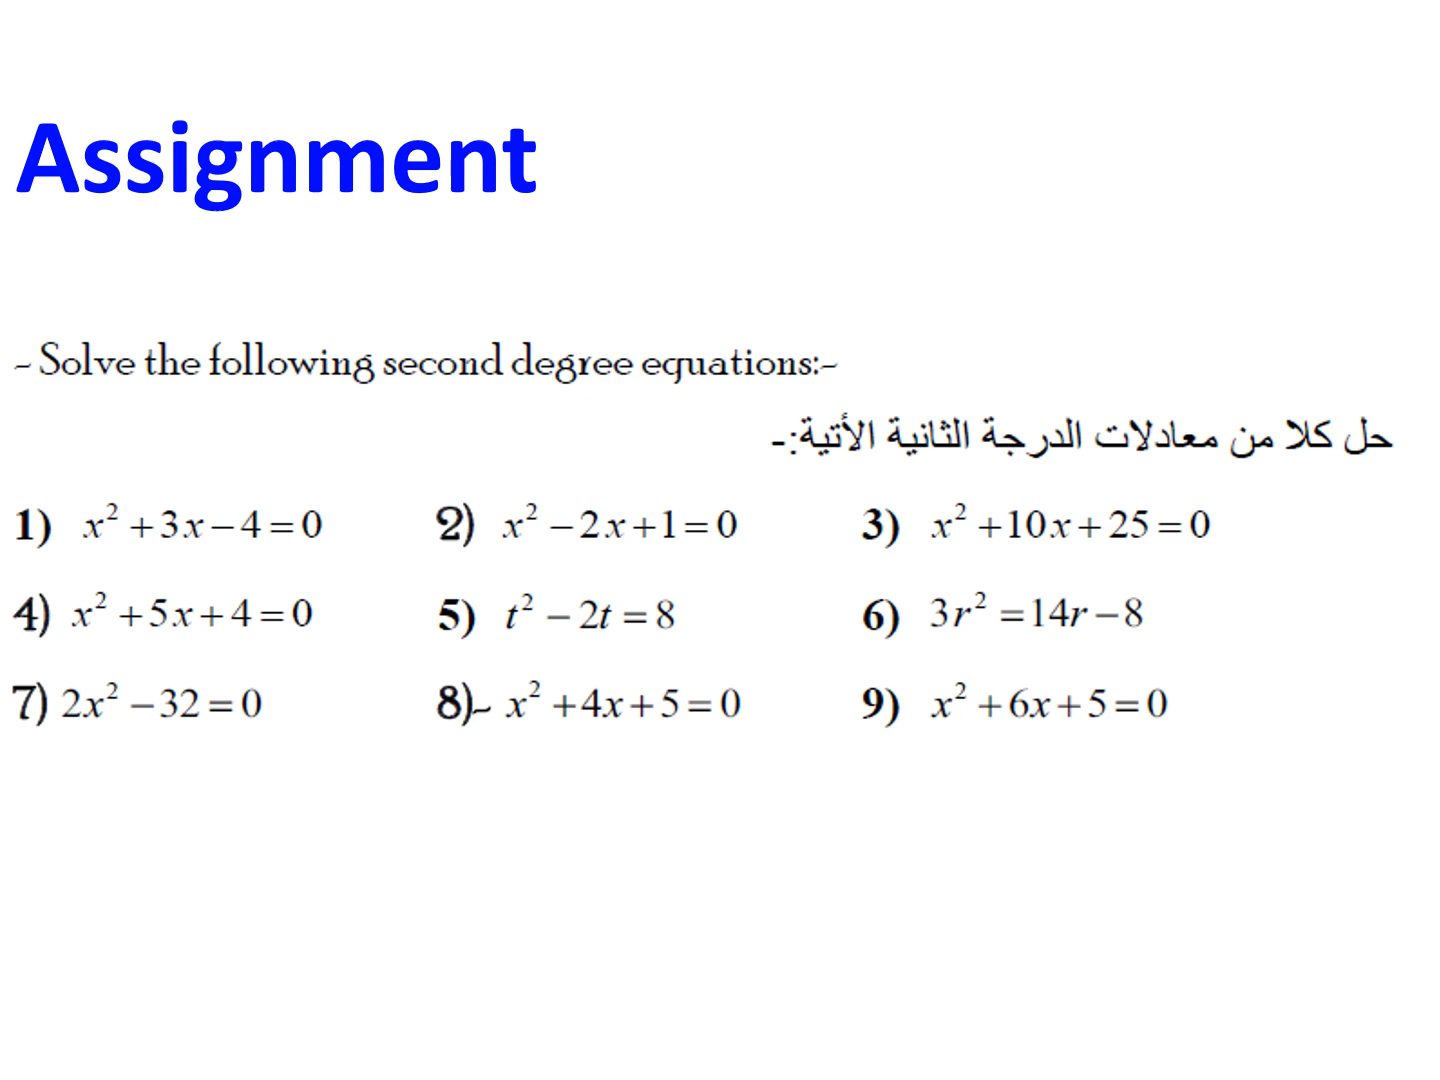 Assignment
- Solve the following second degree equations:-
حل كلا من معادلات الدرجة الثانية الأتية:-
1) x² + 3x − 4 = 0 2) x² − 2x + 1 = 0 3) x² + 10x + 25 = 0
4) x² + 5x + 4 = 0 5) t² − 2t = 8 6) 3r² = 14r − 8
7) 2x² − 32 = 0 8)- x² + 4x + 5 = 0 9) x² + 6x + 5 = 0